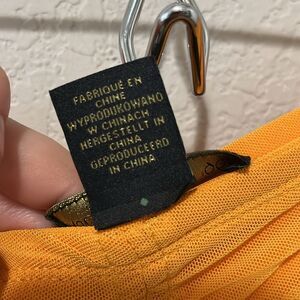 FABRIQUÉ EN
CHINE
WYPRODUKOWANO
W CHINACH
HERGESTELLT IN
CHINA
GEPRODUCEERD
IN CHINA